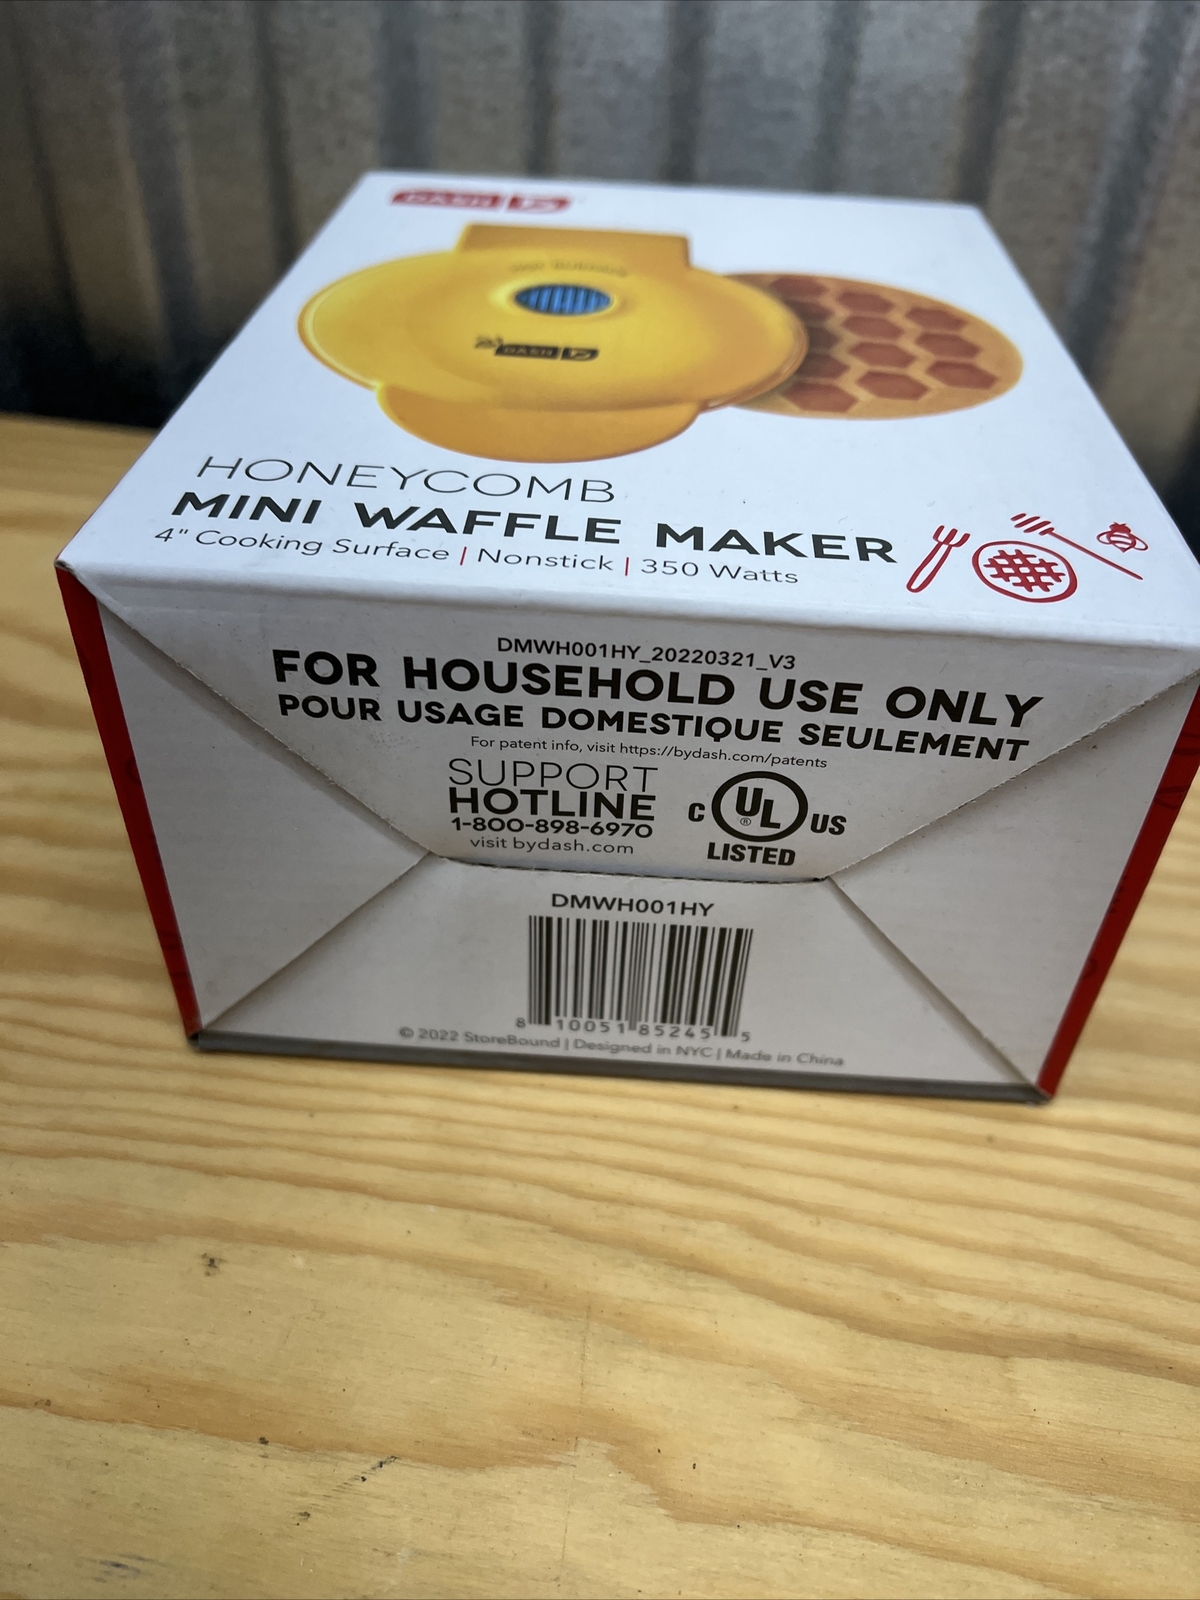 DASH
DASH
HONEYCOMB
MINI WAFFLE MAKER
4" Cooking Surface | Nonstick | 350 Watts
DMWH001HY_20220321_V3
FOR HOUSEHOLD USE ONLY
POUR USAGE DOMESTIQUE SEULEMENT
For patent info, visit https://bydash.com/patents
SUPPORT
HOTLINE
1-800-898-6970
visit bydash.com
C UL® US
LISTED
DMWH001HY
8 10051 85245 5
© 2022 StoreBound | Designed in NYC | Made in China